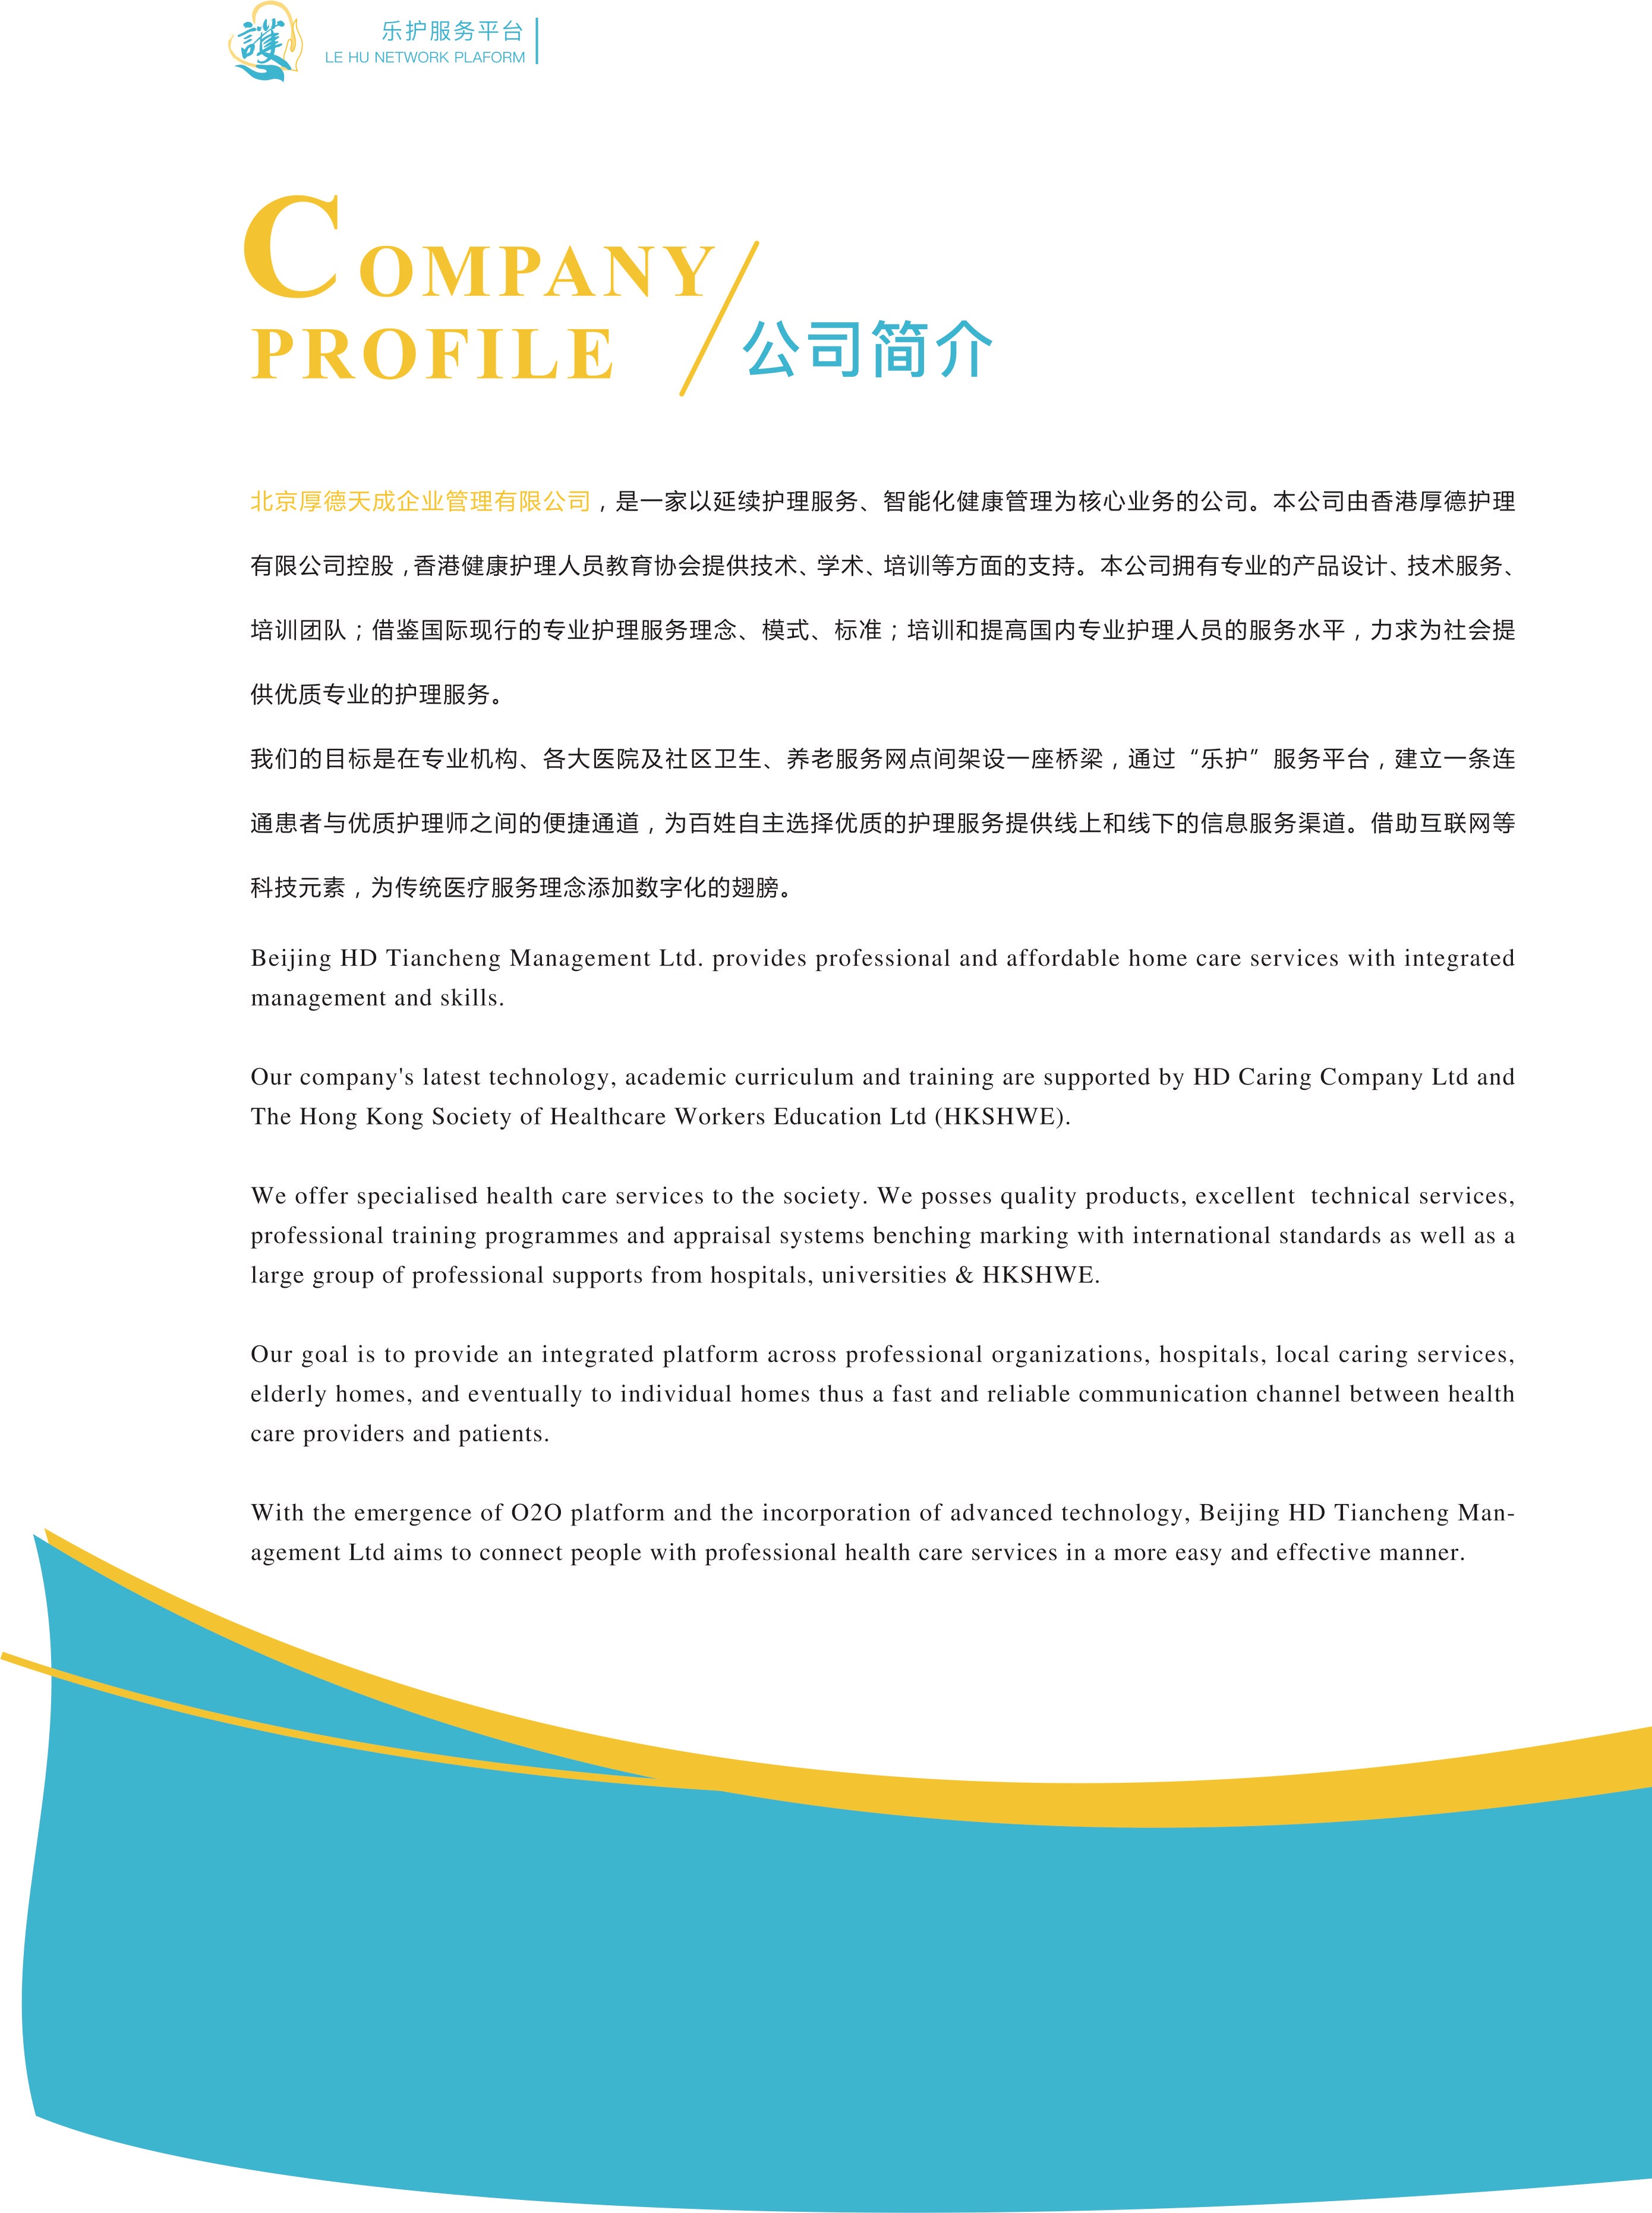 護
乐护服务平台
LE HU NETWORK PLAFORM
COMPANY
PROFILE
公司简介
北京厚德天成企业管理有限公司，是一家以延续护理服务、智能化健康管理为核心业务的公司。本公司由香港厚德护理
有限公司控股，香港健康护理人员教育协会提供技术、学术、培训等方面的支持。本公司拥有专业的产品设计、技术服务、
培训团队；借鉴国际现行的专业护理服务理念、模式、标准；培训和提高国内专业护理人员的服务水平，力求为社会提
供优质专业的护理服务。
我们的目标是在专业机构、各大医院及社区卫生、养老服务网点间架设一座桥梁，通过“乐护”服务平台，建立一条连
通患者与优质护理师之间的便捷通道，为百姓自主选择优质的护理服务提供线上和线下的信息服务渠道。借助互联网等
科技元素，为传统医疗服务理念添加数字化的翅膀。
Beijing HD Tiancheng Management Ltd. provides professional and affordable home care services with integrated
management and skills.
Our company's latest technology, academic curriculum and training are supported by HD Caring Company Ltd and
The Hong Kong Society of Healthcare Workers Education Ltd (HKSHWE).
We offer specialised health care services to the society. We posses quality products, excellent  technical services,
professional training programmes and appraisal systems benching marking with international standards as well as a
large group of professional supports from hospitals, universities & HKSHWE.
Our goal is to provide an integrated platform across professional organizations, hospitals, local caring services,
elderly homes, and eventually to individual homes thus a fast and reliable communication channel between health
care providers and patients.
With the emergence of O2O platform and the incorporation of advanced technology, Beijing HD Tiancheng Man-
agement Ltd aims to connect people with professional health care services in a more easy and effective manner.